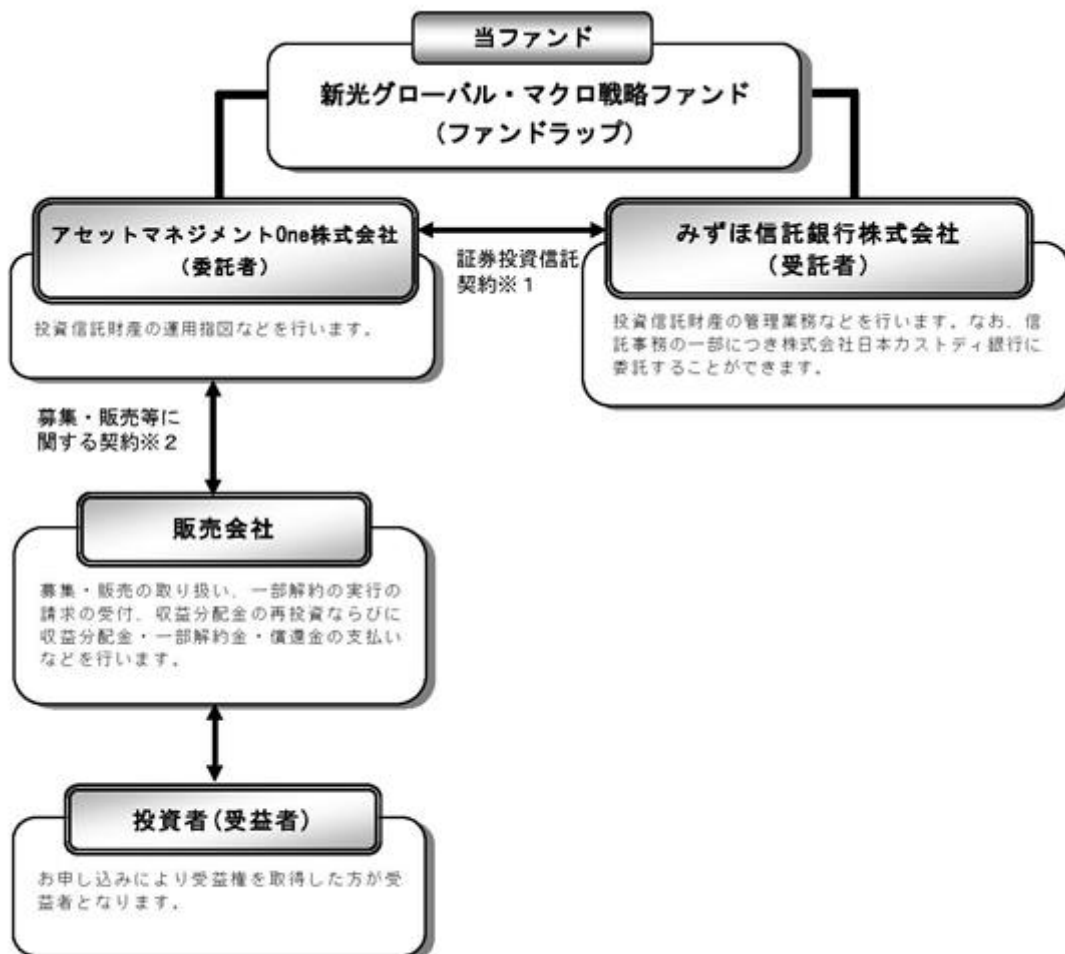 当ファンド
新光グローバル・マクロ戦略ファンド
(ファンドラップ)
アセットマネジメントOne株式会社
(委託者)
投資信託財産の運用指図などを行います。
証券投資信託
契約※1
みずほ信託銀行株式会社
(受託者)
投資信託財産の管理業務などを行います。なお、信
託事務の一部につき株式会社日本カストディ銀行に
委託することができます。
募集・販売等に
関する契約※2
販売会社
募集・販売の取り扱い、一部解約の実行の
請求の受付、収益分配金の再投資ならびに
収益分配金・一部解約金・償還金の支払い
などを行います。
投資者(受益者)
お申し込みにより受益権を取得した方が受
益者となります。